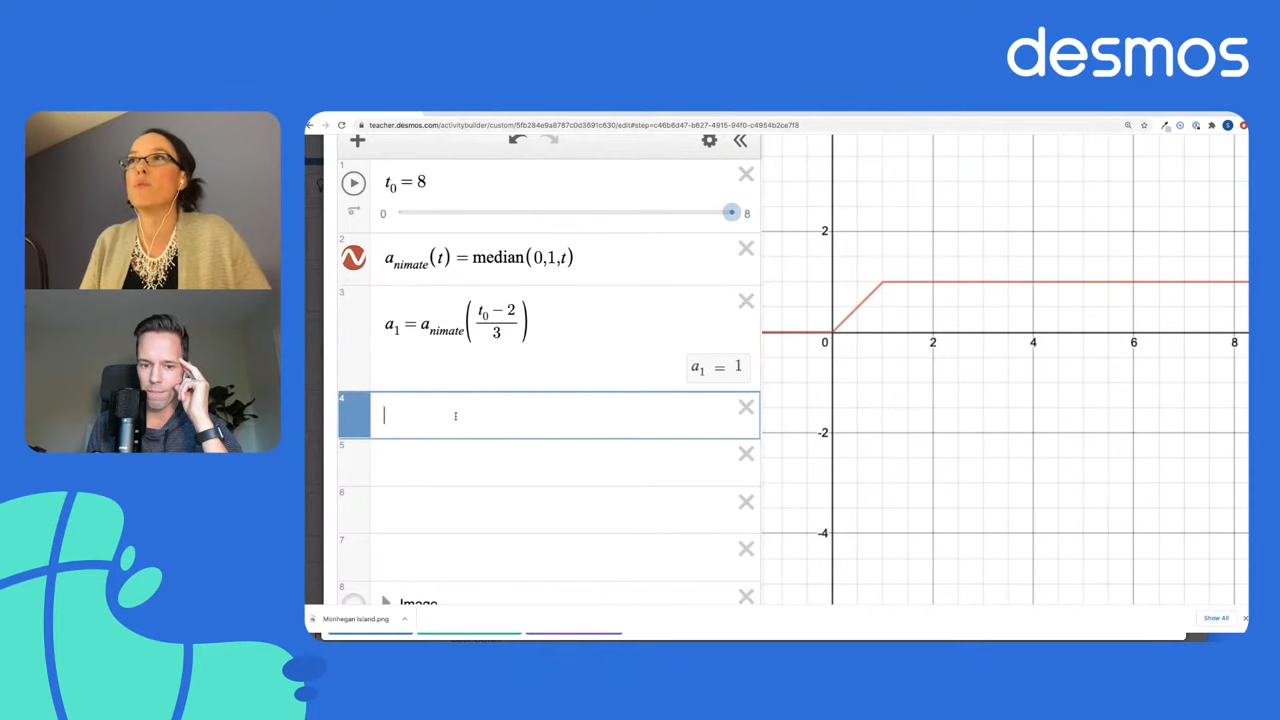 desmos
teacher.desmos.com/activitybuilder/custom/5fb284e9a8787c0d3691c630/edit#step=c46b6d47-b627-4915-94f0-c4954b2ce7f8
1
t₀ = 8
0
8
2
a_nimate(t) = median(0,1,t)
3
a₁ = a_nimate((t₀ − 2)/3)
a₁ = 1
4
5
6
7
8
Image
2
0
2
4
6
8
-2
-4
Monhegan Island.png
Show All